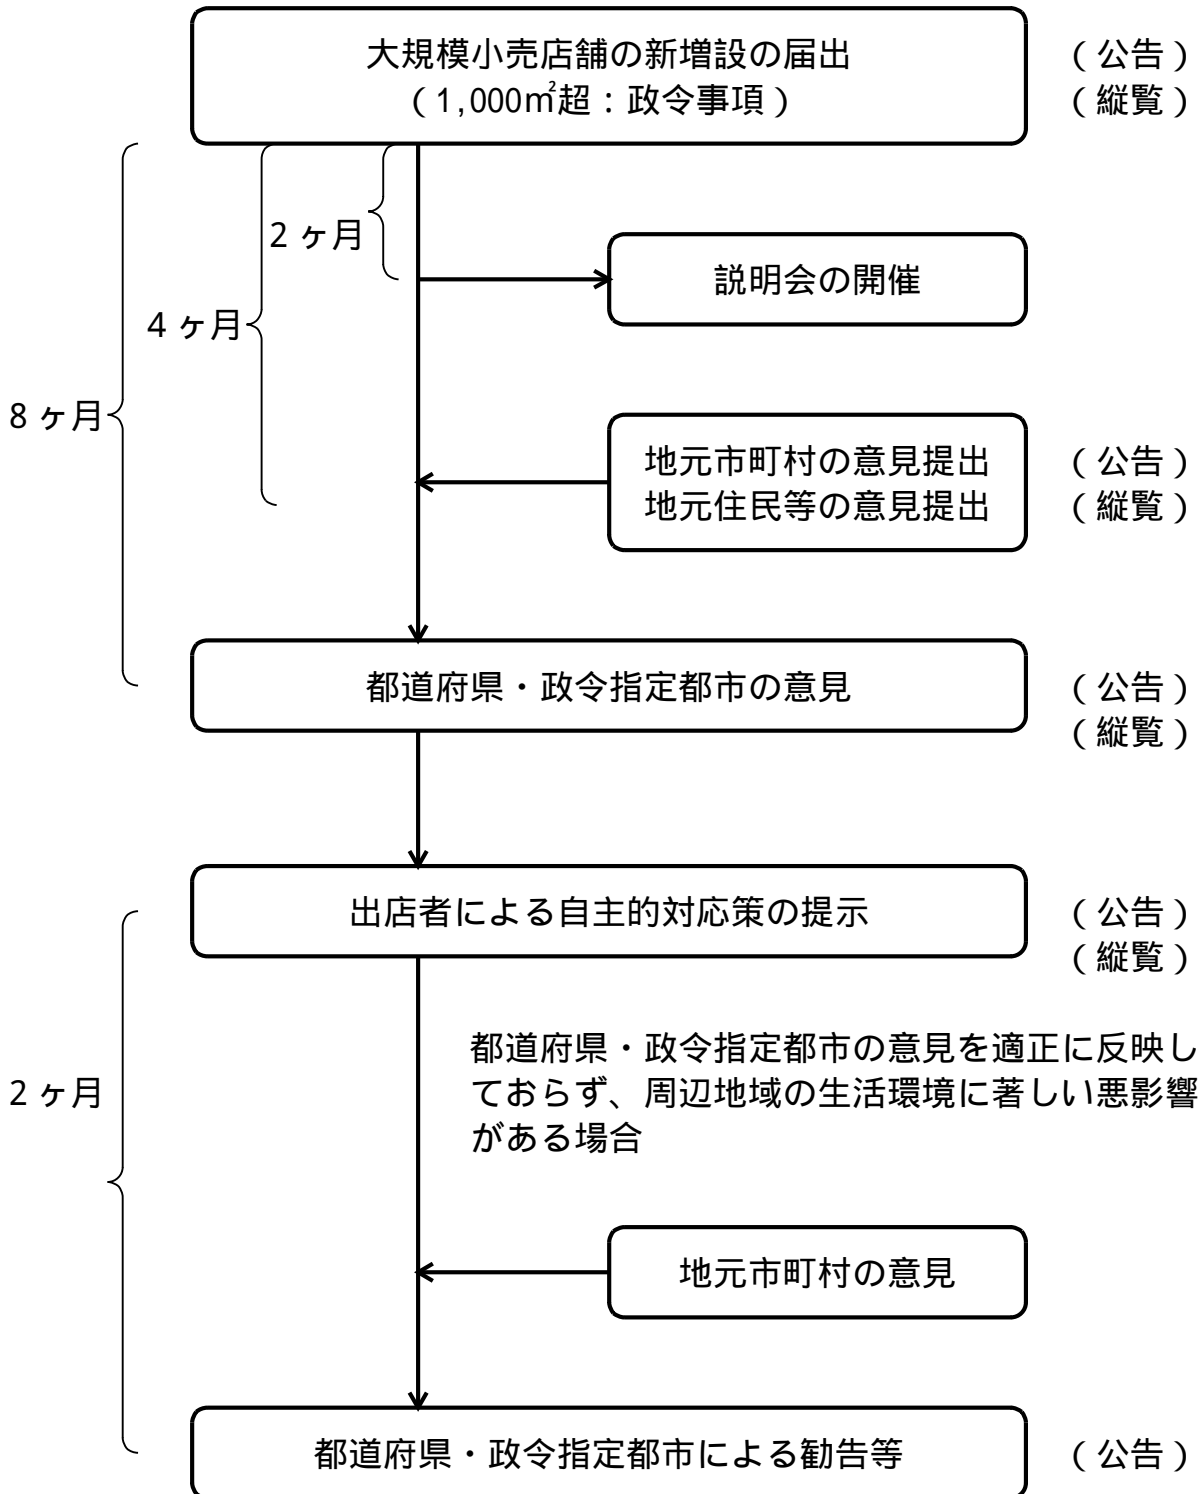 大規模小売店舗の新増設の届出
（公告）
（1,000㎡超：政令事項）
（縦覧）
2ヶ月
説明会の開催
4ヶ月
8ヶ月
地元市町村の意見提出
（公告）
地元住民等の意見提出
（縦覧）
都道府県・政令指定都市の意見
（公告）
（縦覧）
出店者による自主的対応策の提示
（公告）
（縦覧）
都道府県・政令指定都市の意見を適正に反映し
ておらず、周辺地域の生活環境に著しい悪影響
がある場合
2ヶ月
地元市町村の意見
都道府県・政令指定都市による勧告等
（公告）